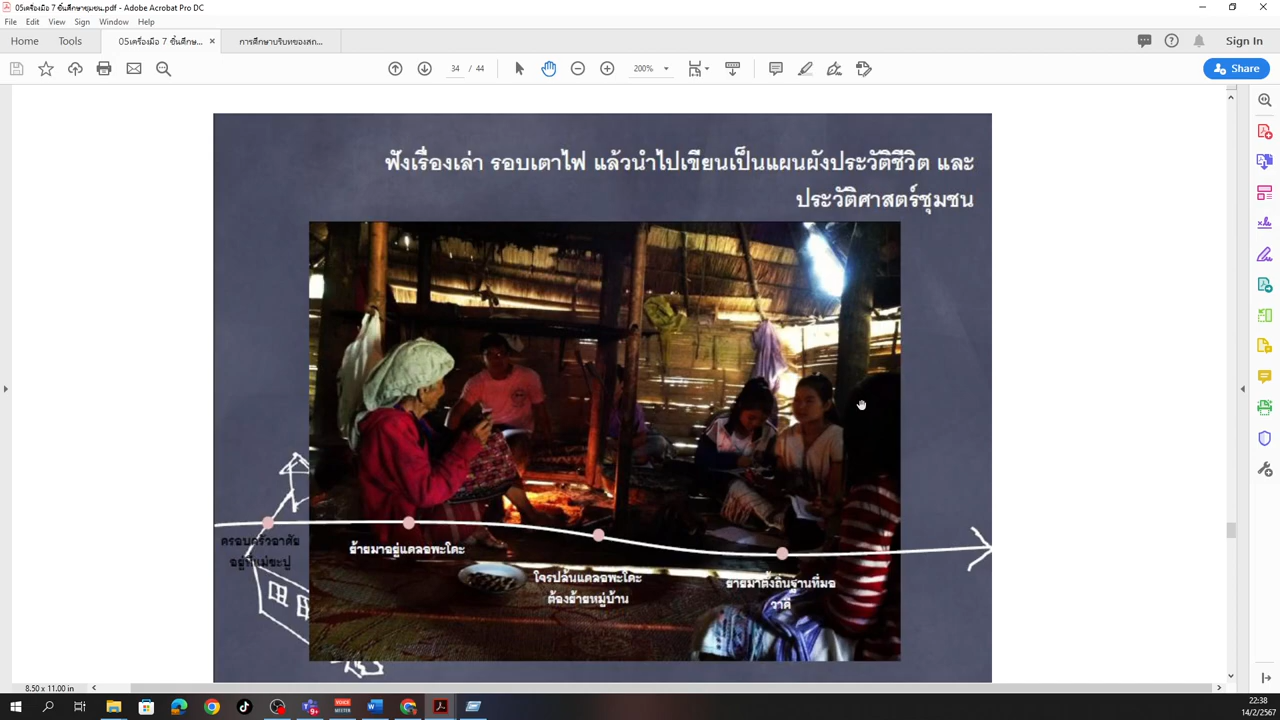 05เครื่องมือ 7 ชิ้นศึกษาชุมชน.pdf - Adobe Acrobat Pro DC
File Edit View Sign Window Help
Home Tools 05เครื่องมือ 7 ชิ้นศึกษ... × การศึกษาบริบทของสถ... Sign In
34 / 44 200% Share
ฟังเรื่องเล่า รอบเตาไฟ แล้วนำไปเขียนเป็นแผนผังประวัติชีวิต และ
ประวัติศาสตร์ชุมชน
ครอบครัวอาศัย
อยู่ที่แม่ขะปู
ย้ายมาอยู่แคลอพะโดะ
โจรปล้นแคลอพะโดะ
ต้องย้ายหมู่บ้าน
ย้ายมาตั้งถิ่นฐานที่มอ
วาคี
8.50 x 11.00 in
22:38
14/2/2567